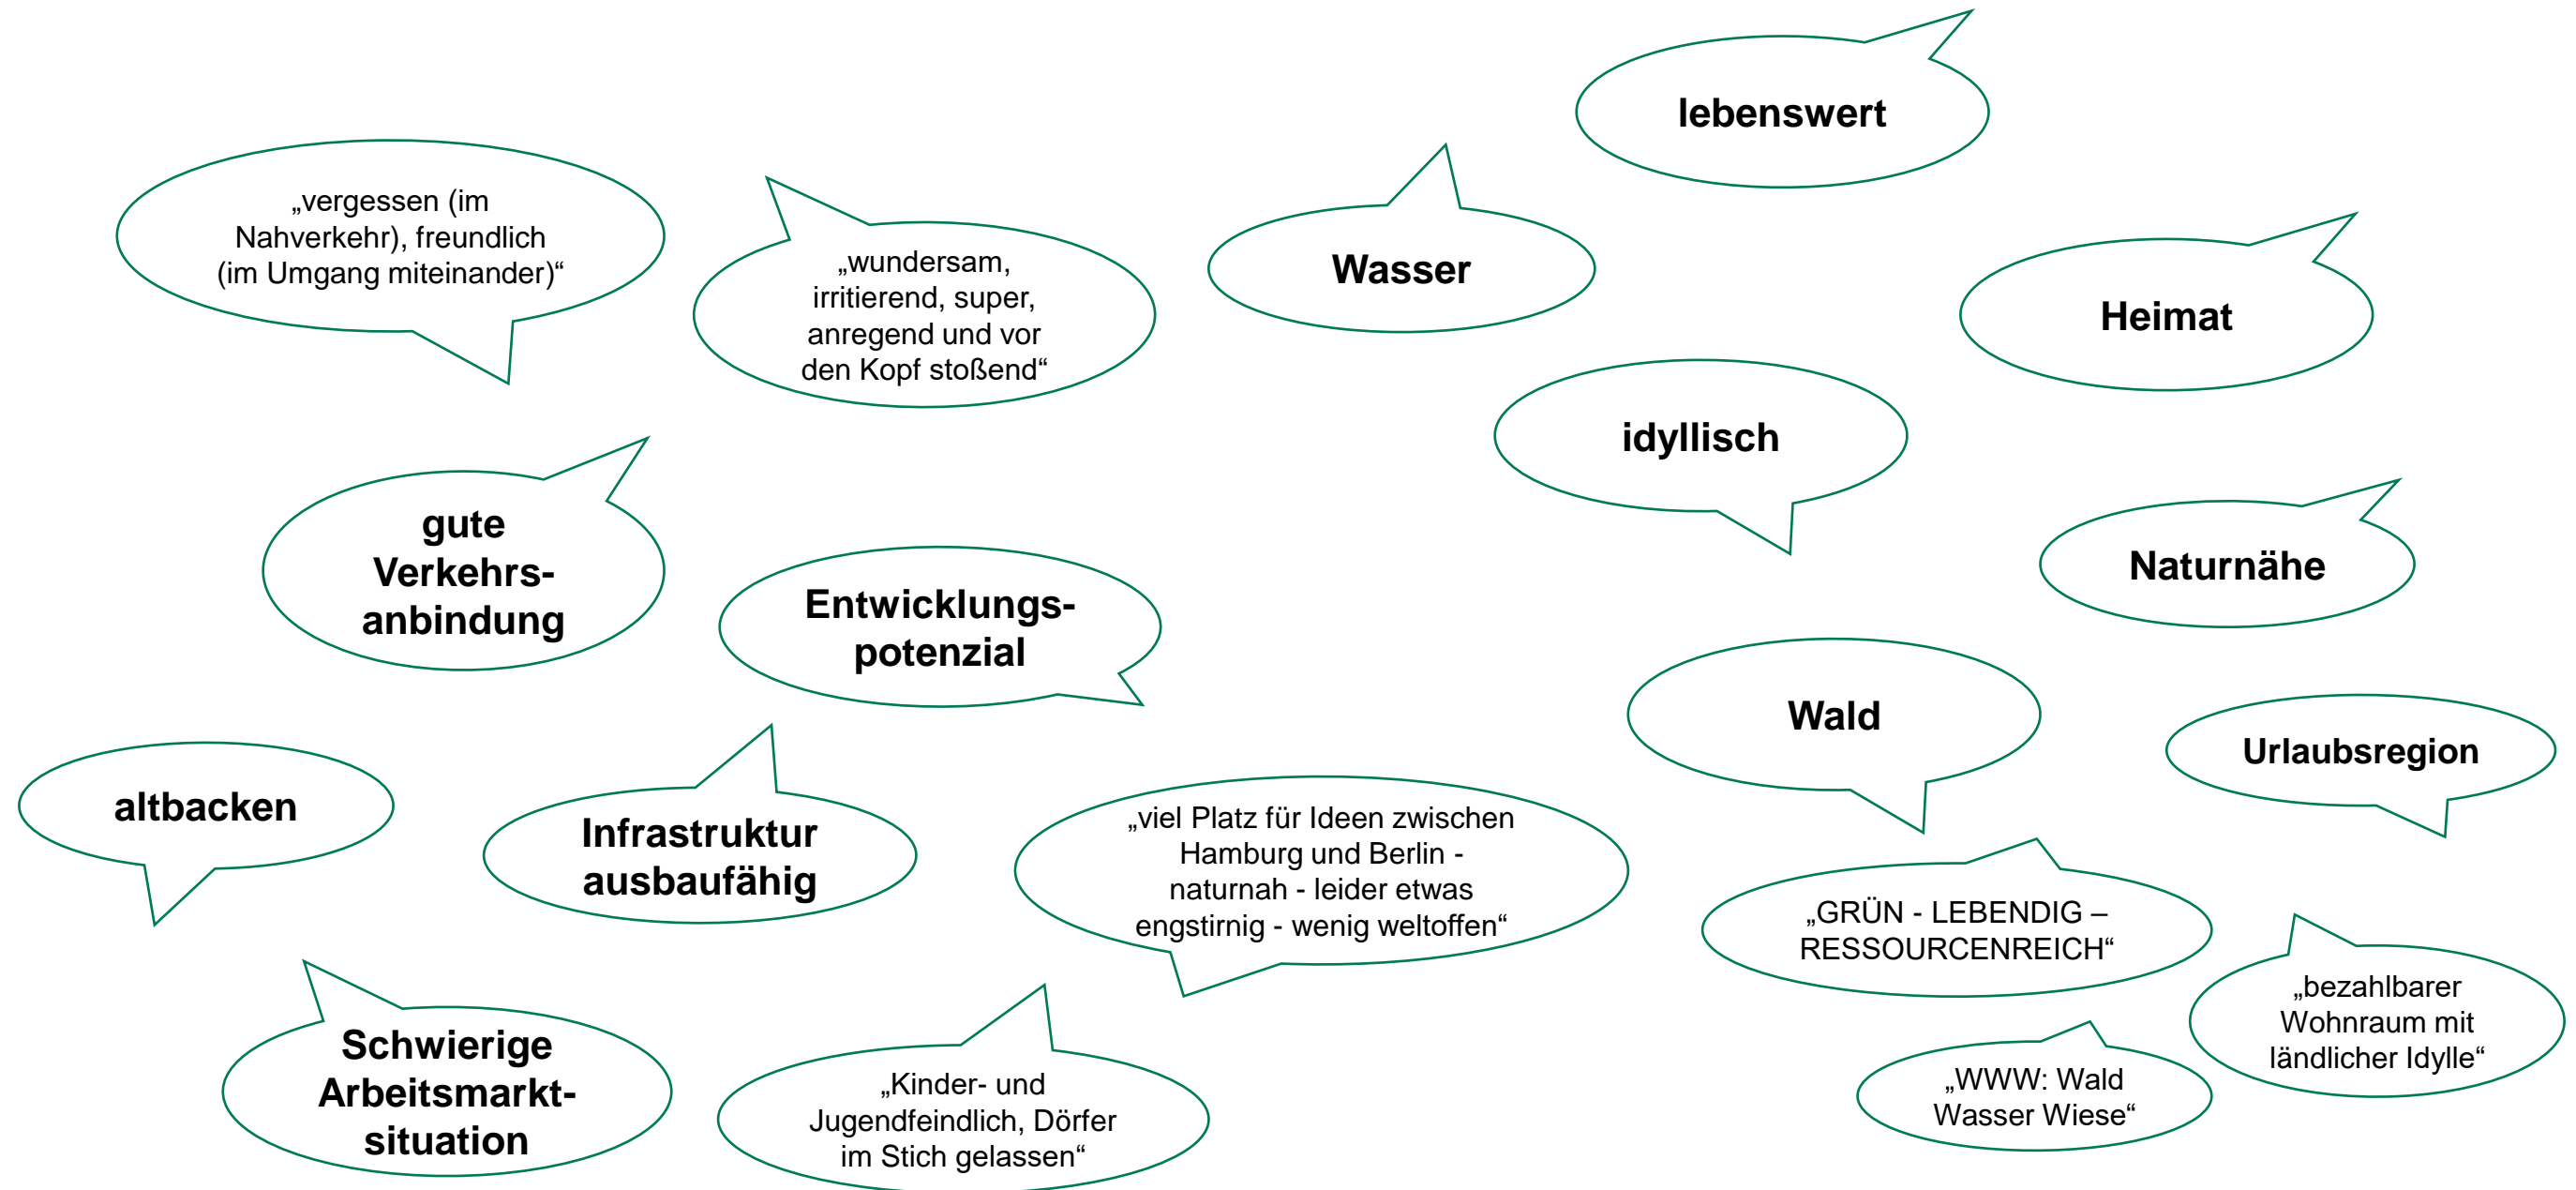 lebenswert
„vergessen (im
Nahverkehr), freundlich
(im Umgang miteinander)“
„wundersam,
irritierend, super,
anregend und vor
den Kopf stoßend“
Wasser
Heimat
idyllisch
gute
Verkehrs-
anbindung
Entwicklungs-
potenzial
Naturnähe
Wald
Urlaubsregion
altbacken
Infrastruktur
ausbaufähig
„viel Platz für Ideen zwischen
Hamburg und Berlin -
naturnah - leider etwas
engstirnig - wenig weltoffen“
„GRÜN - LEBENDIG –
RESSOURCENREICH“
„bezahlbarer
Wohnraum mit
ländlicher Idylle“
Schwierige
Arbeitsmarkt-
situation
„Kinder- und
Jugendfeindlich, Dörfer
im Stich gelassen“
„WWW: Wald
Wasser Wiese“